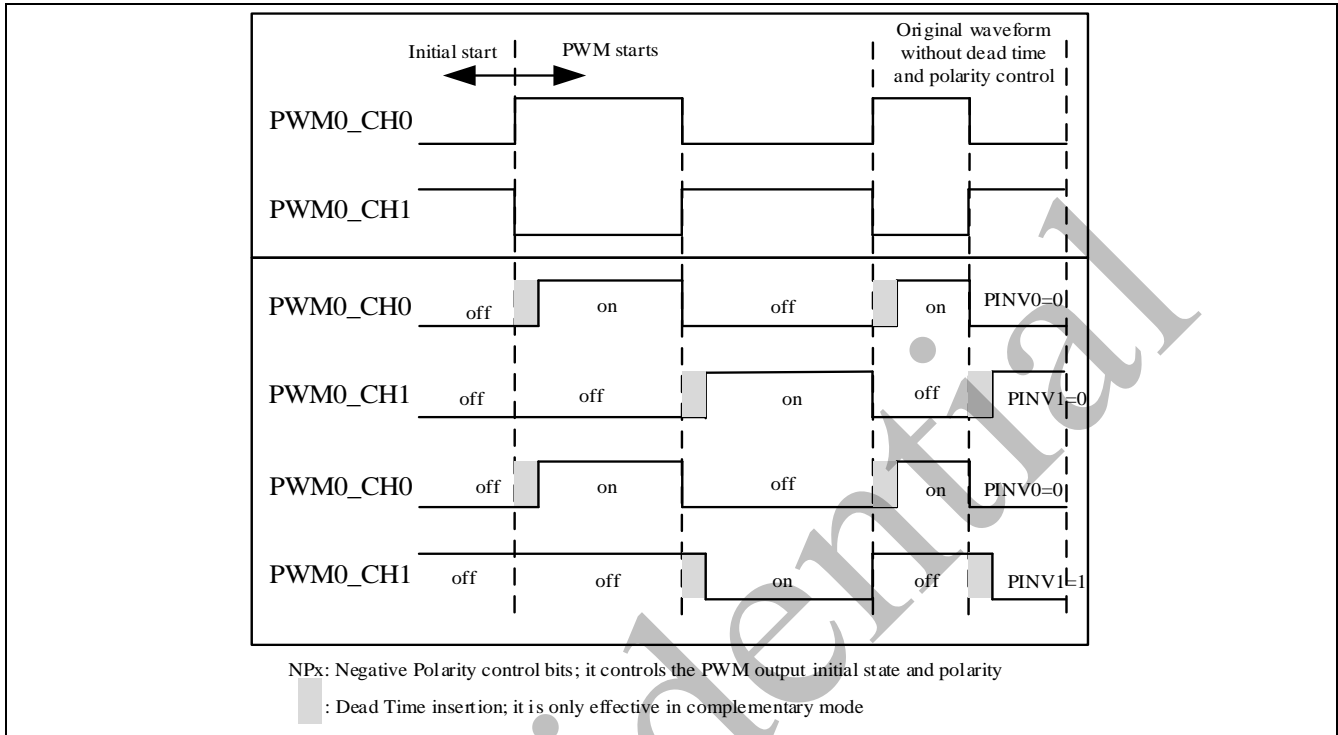 Initial start
PWM starts
Original waveform
without dead time
and polarity control
PWM0_CH0
PWM0_CH1
PWM0_CH0
off
on
off
on
PINV0=0
PWM0_CH1
off
off
on
off
PINV1=0
PWM0_CH0
off
on
off
on
PINV0=0
PWM0_CH1
off
off
on
off
PINV1=1
NPx: Negative Polarity control bits; it controls the PWM output initial state and polarity
: Dead Time insertion; it is only effective in complementary mode
idential